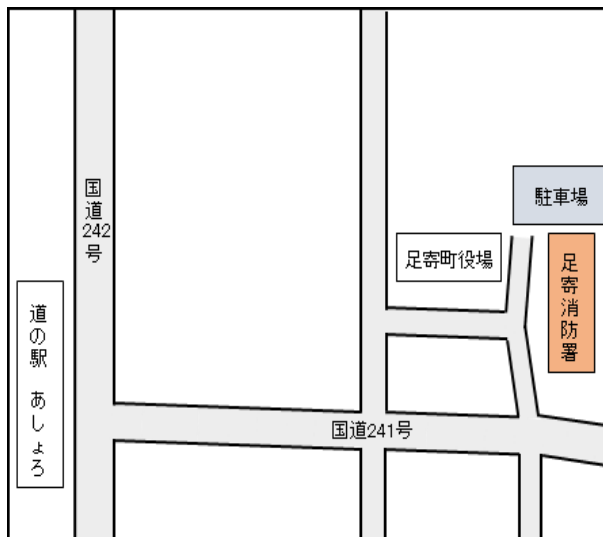 国道242号
道の駅 あしょろ
国道241号
足寄町役場
駐車場
足寄消防署